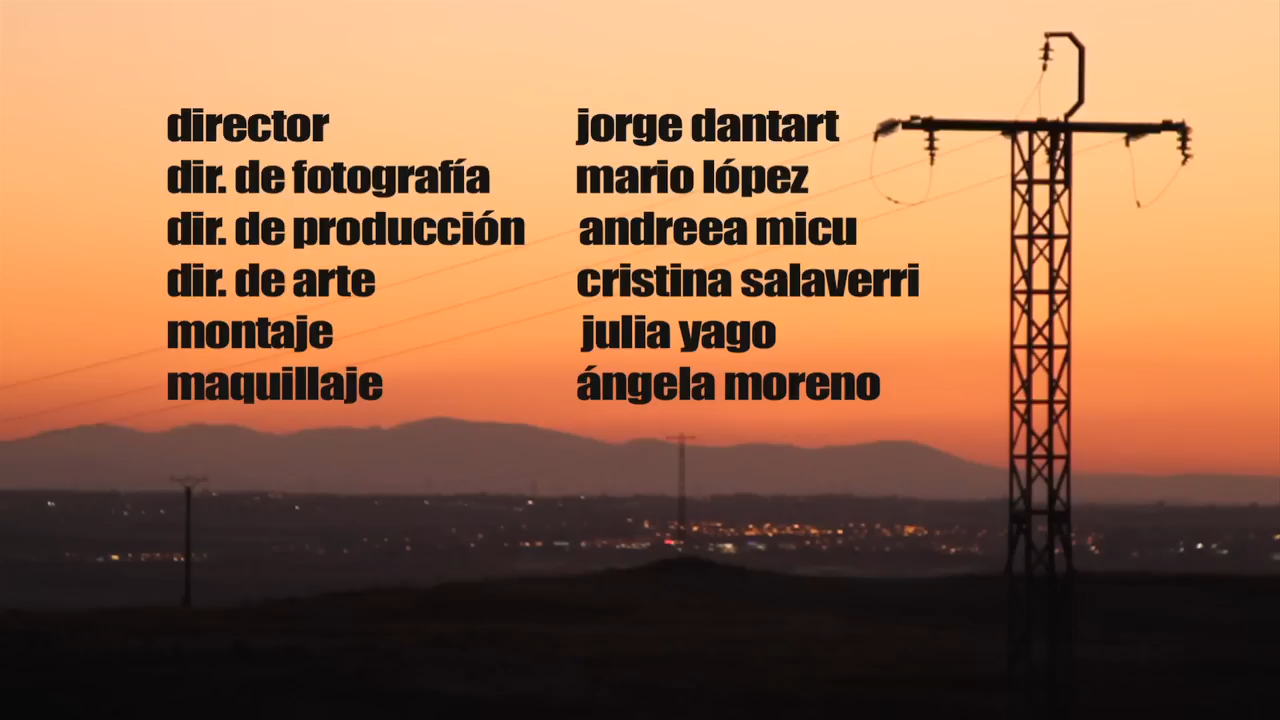 director jorge dantart
dir. de fotografía mario lópez
dir. de producción andreea micu
dir. de arte cristina salaverri
montaje julia yago
maquillaje ángela moreno